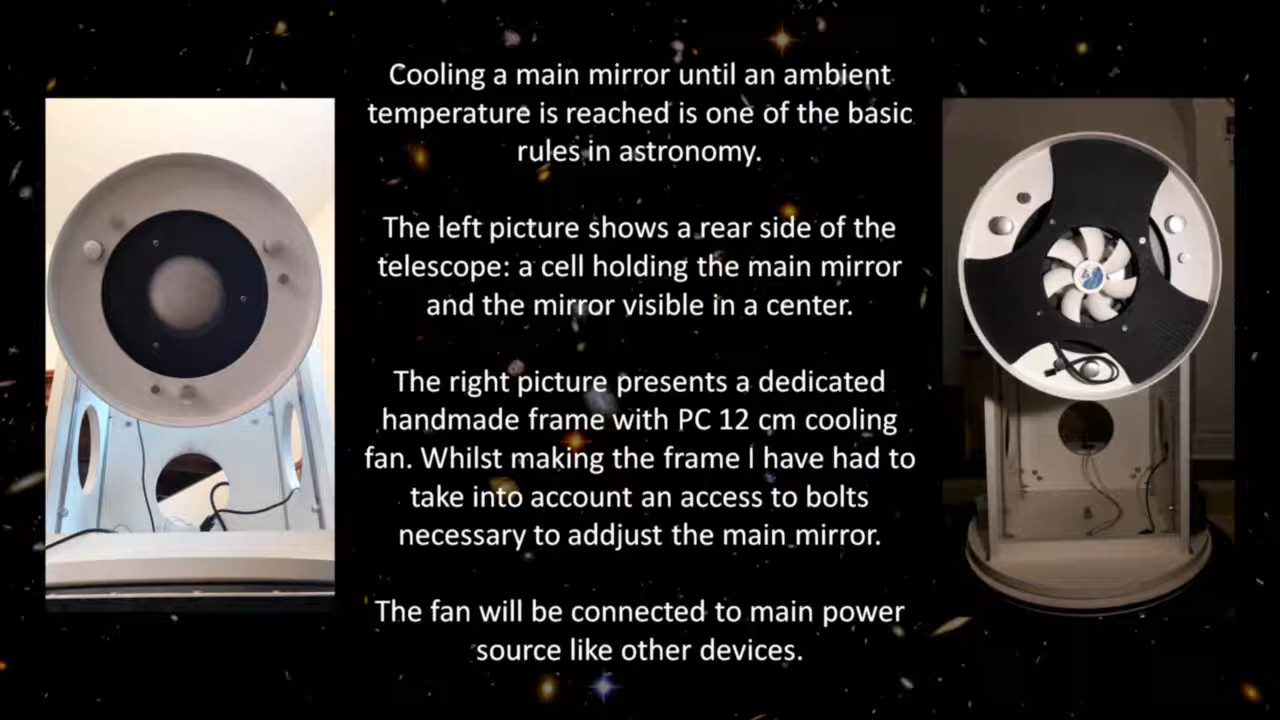 Cooling a main mirror until an ambient
temperature is reached is one of the basic
rules in astronomy.
The left picture shows a rear side of the
telescope: a cell holding the main mirror
and the mirror visible in a center.
The right picture presents a dedicated
handmade frame with PC 12 cm cooling
fan. Whilst making the frame I have had to
take into account an access to bolts
necessary to addjust the main mirror.
The fan will be connected to main power
source like other devices.